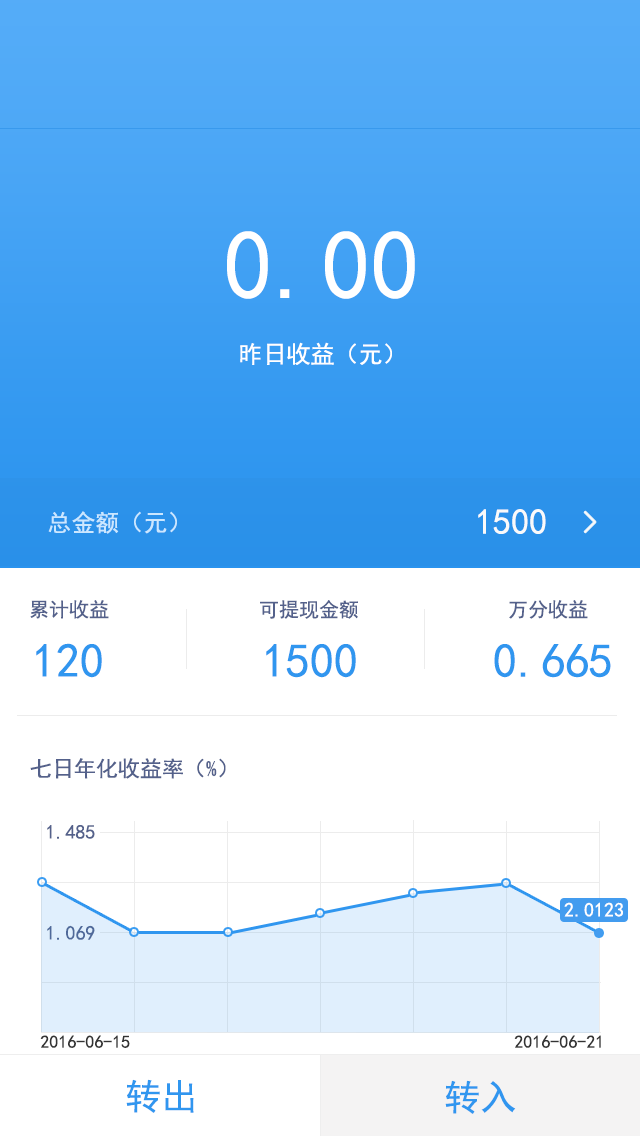 0.00
昨日收益（元）
总金额（元） 1500
累计收益 可提现金额 万分收益
120 1500 0.665
七日年化收益率（%）
1.485
2.0123
1.069
2016-06-15 2016-06-21
转出 转入